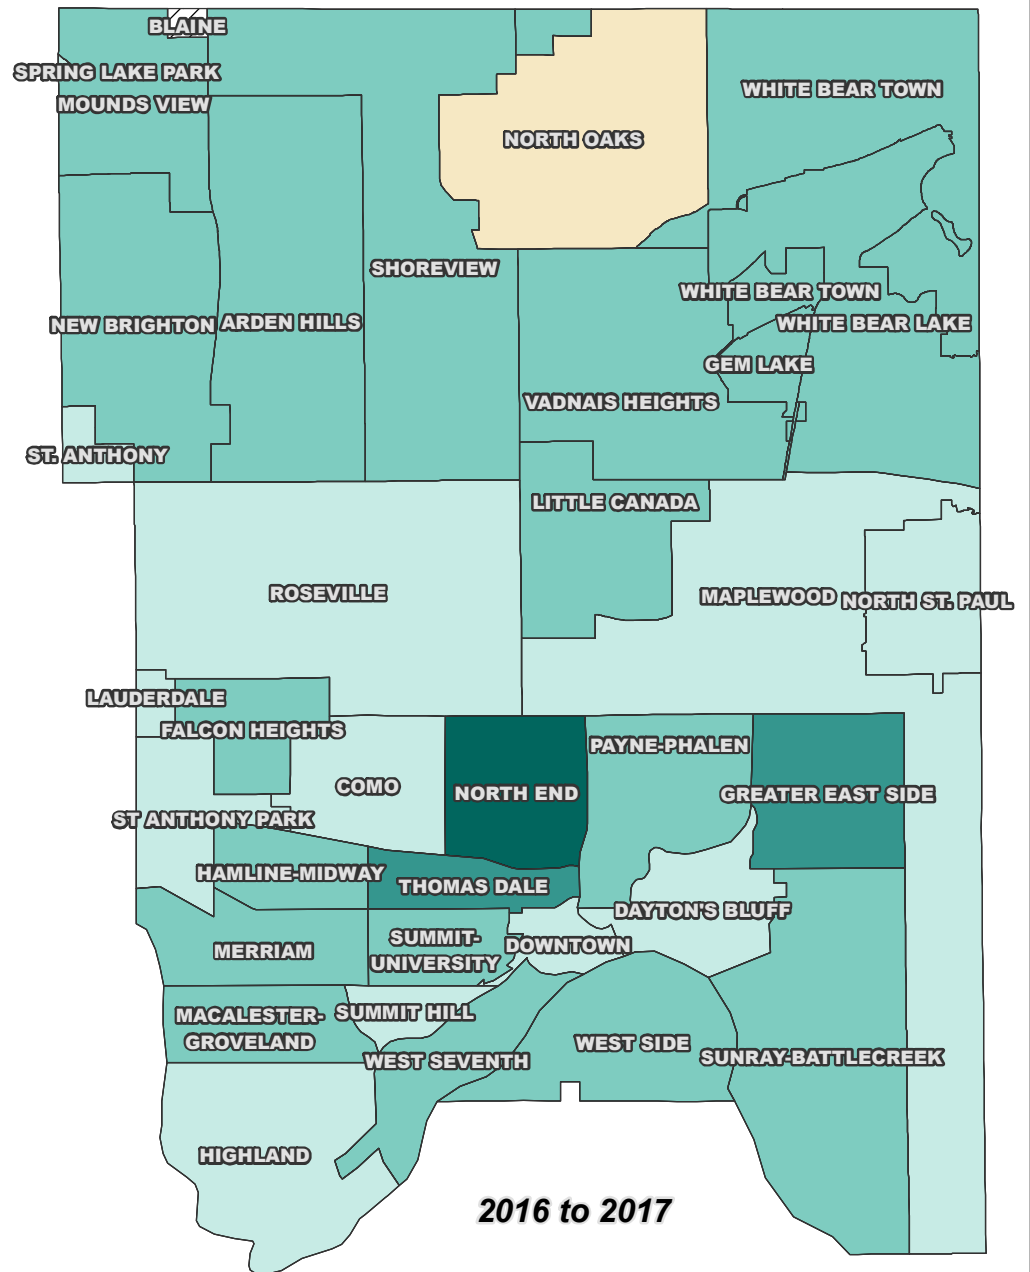 BLAINE
SPRING LAKE PARK
WHITE BEAR TOWN
MOUNDS VIEW
NORTH OAKS
SHOREVIEW
WHITE BEAR TOWN
NEW BRIGHTON
ARDEN HILLS
WHITE BEAR LAKE
GEM LAKE
VADNAIS HEIGHTS
ST. ANTHONY
LITTLE CANADA
ROSEVILLE
MAPLEWOOD
NORTH ST. PAUL
LAUDERDALE
FALCON HEIGHTS
PAYNE-PHALEN
COMO
NORTH END
GREATER EAST SIDE
ST ANTHONY PARK
HAMLINE-MIDWAY
THOMAS DALE
DAYTON'S BLUFF
MERRIAM
SUMMIT-
UNIVERSITY
DOWNTOWN
MACALESTER-
GROVELAND
SUMMIT HILL
WEST SIDE
WEST SEVENTH
SUNRAY-BATTLECREEK
HIGHLAND
2016 to 2017